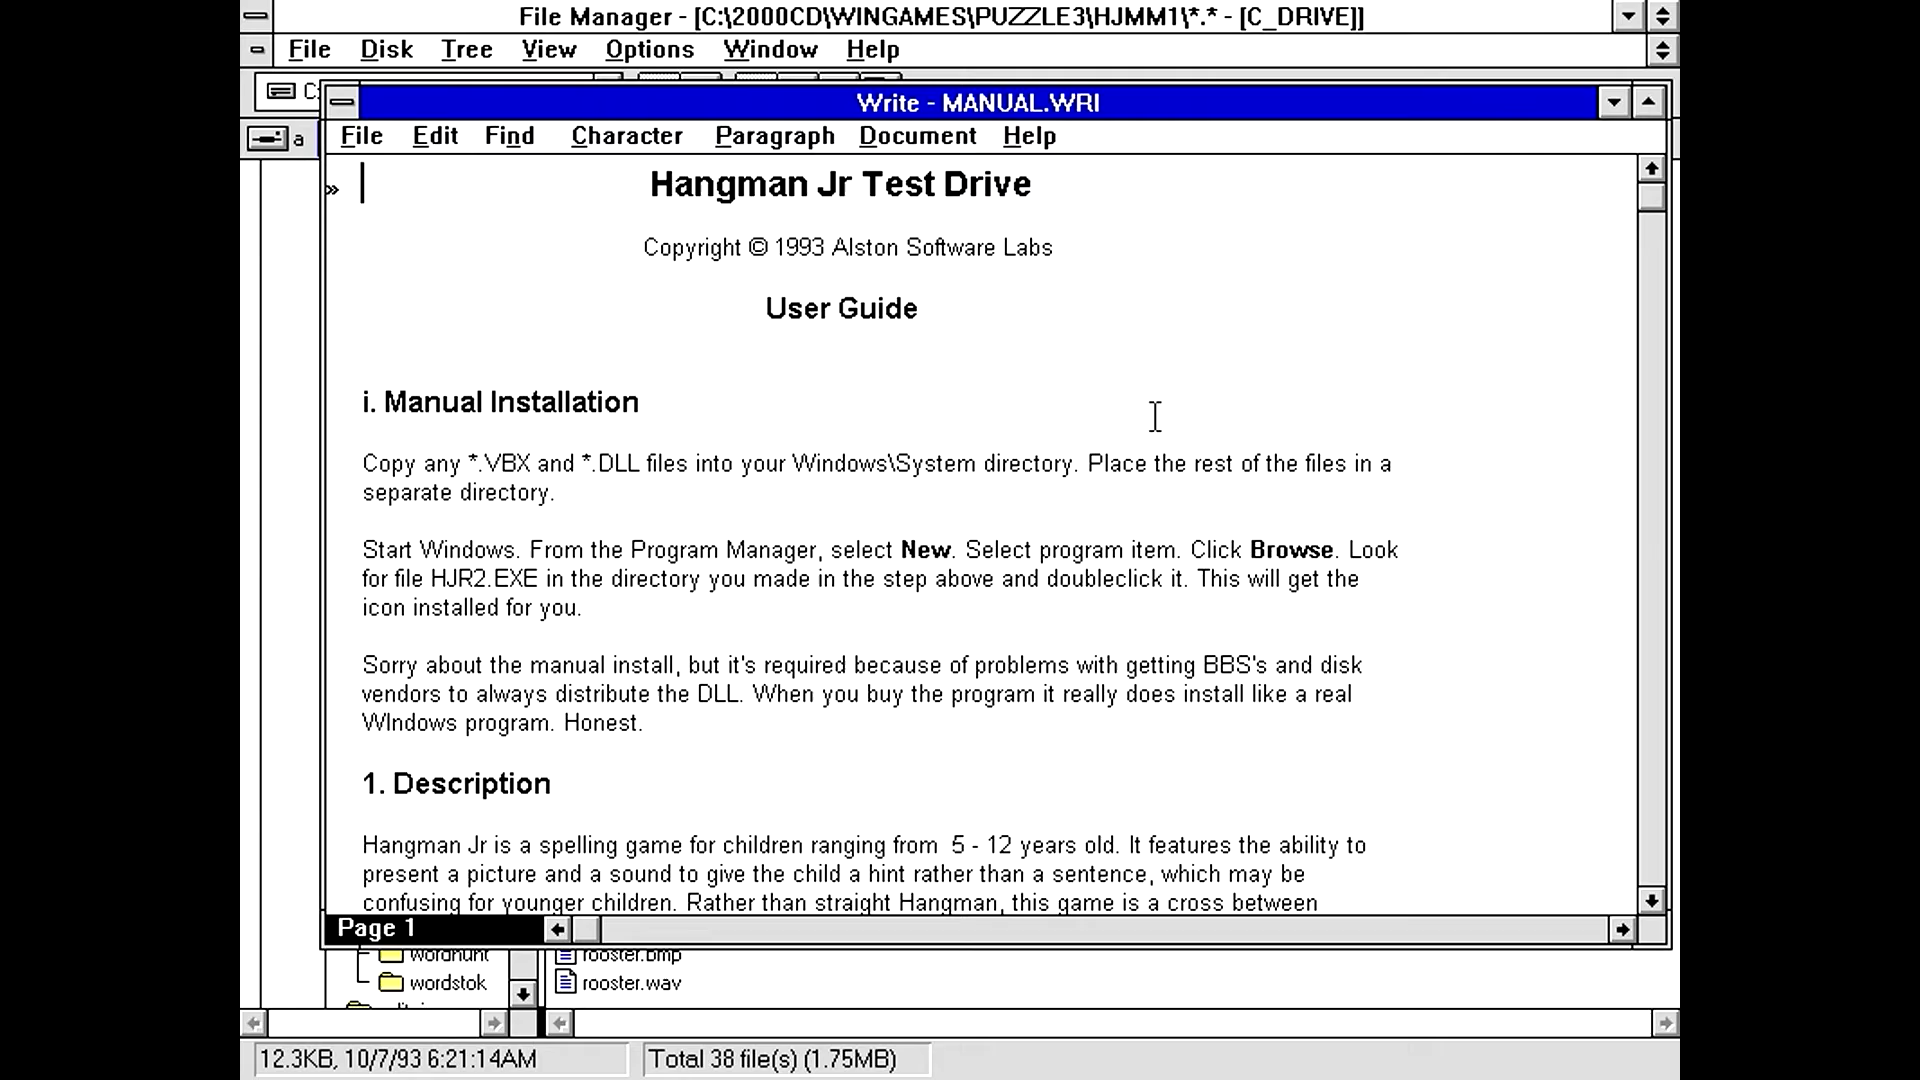 File Manager - [C:\2000CD\WINGAMES\PUZZLE3\HJMM1\*.* - [C_DRIVE]]
File Disk Tree View Options Window Help
C:
a
Write - MANUAL.WRI
File Edit Find Character Paragraph Document Help
» Hangman Jr Test Drive
Copyright © 1993 Alston Software Labs
User Guide
i. Manual Installation
Copy any *.VBX and *.DLL files into your Windows\System directory. Place the rest of the files in a
separate directory.
Start Windows. From the Program Manager, select New. Select program item. Click Browse. Look
for file HJR2.EXE in the directory you made in the step above and doubleclick it. This will get the
icon installed for you.
Sorry about the manual install, but it's required because of problems with getting BBS's and disk
vendors to always distribute the DLL. When you buy the program it really does install like a real
WIndows program. Honest.
1. Description
Hangman Jr is a spelling game for children ranging from  5 - 12 years old. It features the ability to
present a picture and a sound to give the child a hint rather than a sentence, which may be
confusing for younger children. Rather than straight Hangman, this game is a cross between
Page 1
wordhunt
rooster.bmp
wordstok
rooster.wav
12.3KB, 10/7/93 6:21:14AM
Total 38 file(s) (1.75MB)